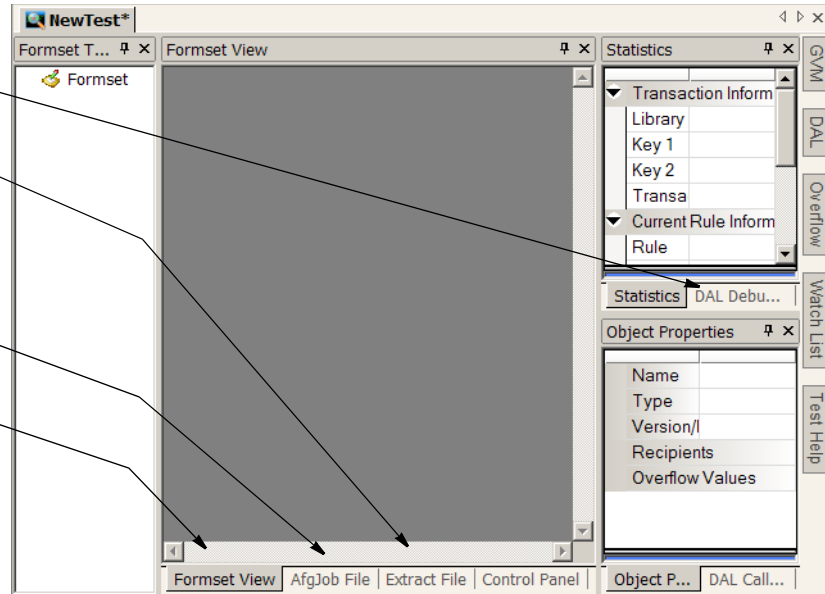 NewTest*
Formset T...
Formset
Formset View
Formset View
AfgJob File
Extract File
Control Panel
Statistics
Transaction Inform
Library
Key 1
Key 2
Transa
Current Rule Inform
Rule
Statistics
DAL Debu...
Object Properties
Name
Type
Version/I
Recipients
Overflow Values
Object P...
DAL Call...
GVM
DAL
Overflow
Watch List
Test Help